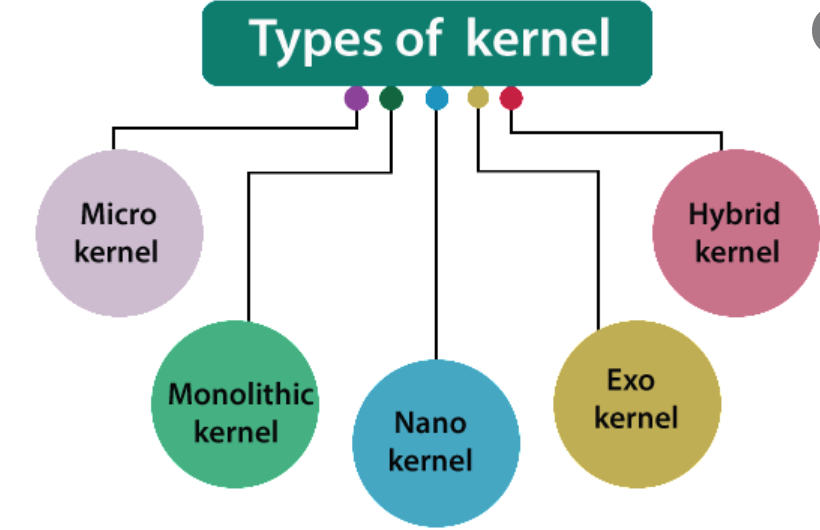 Types of kernel
Micro
kernel
Monolithic
kernel
Nano
kernel
Exo
kernel
Hybrid
kernel